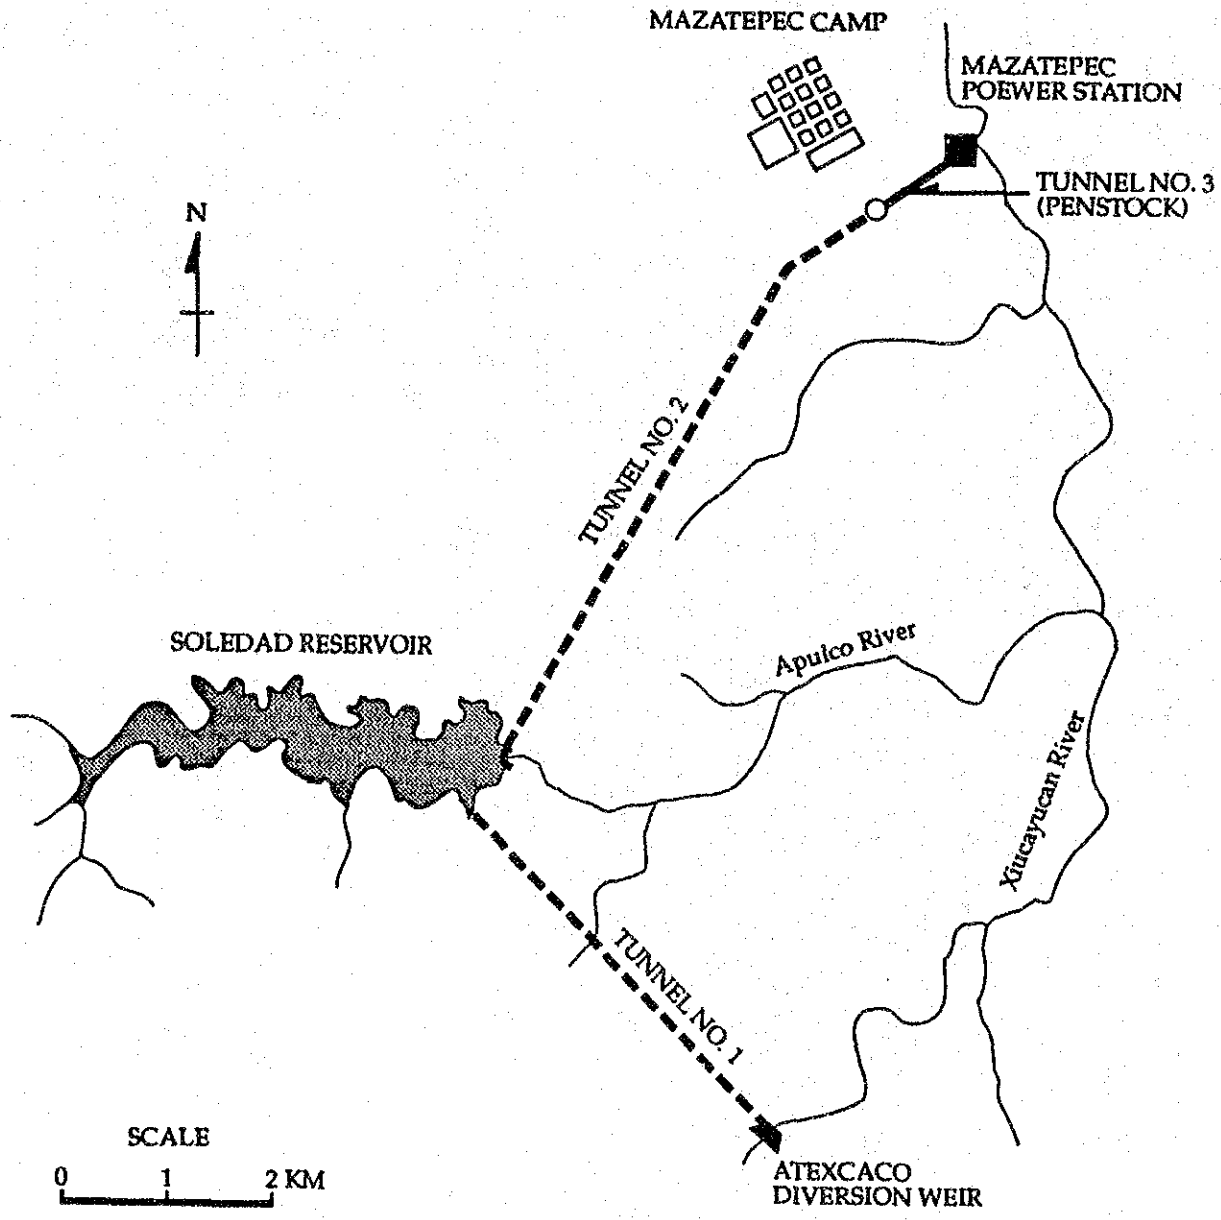 MAZATEPEC CAMP
MAZATEPEC
POEWER STATION
TUNNEL NO. 3
(PENSTOCK)
N
TUNNEL NO. 2
SOLEDAD RESERVOIR
Apulco River
Xiucayucan River
TUNNEL NO. 1
SCALE
0 1 2 KM
ATEXCACO
DIVERSION WEIR